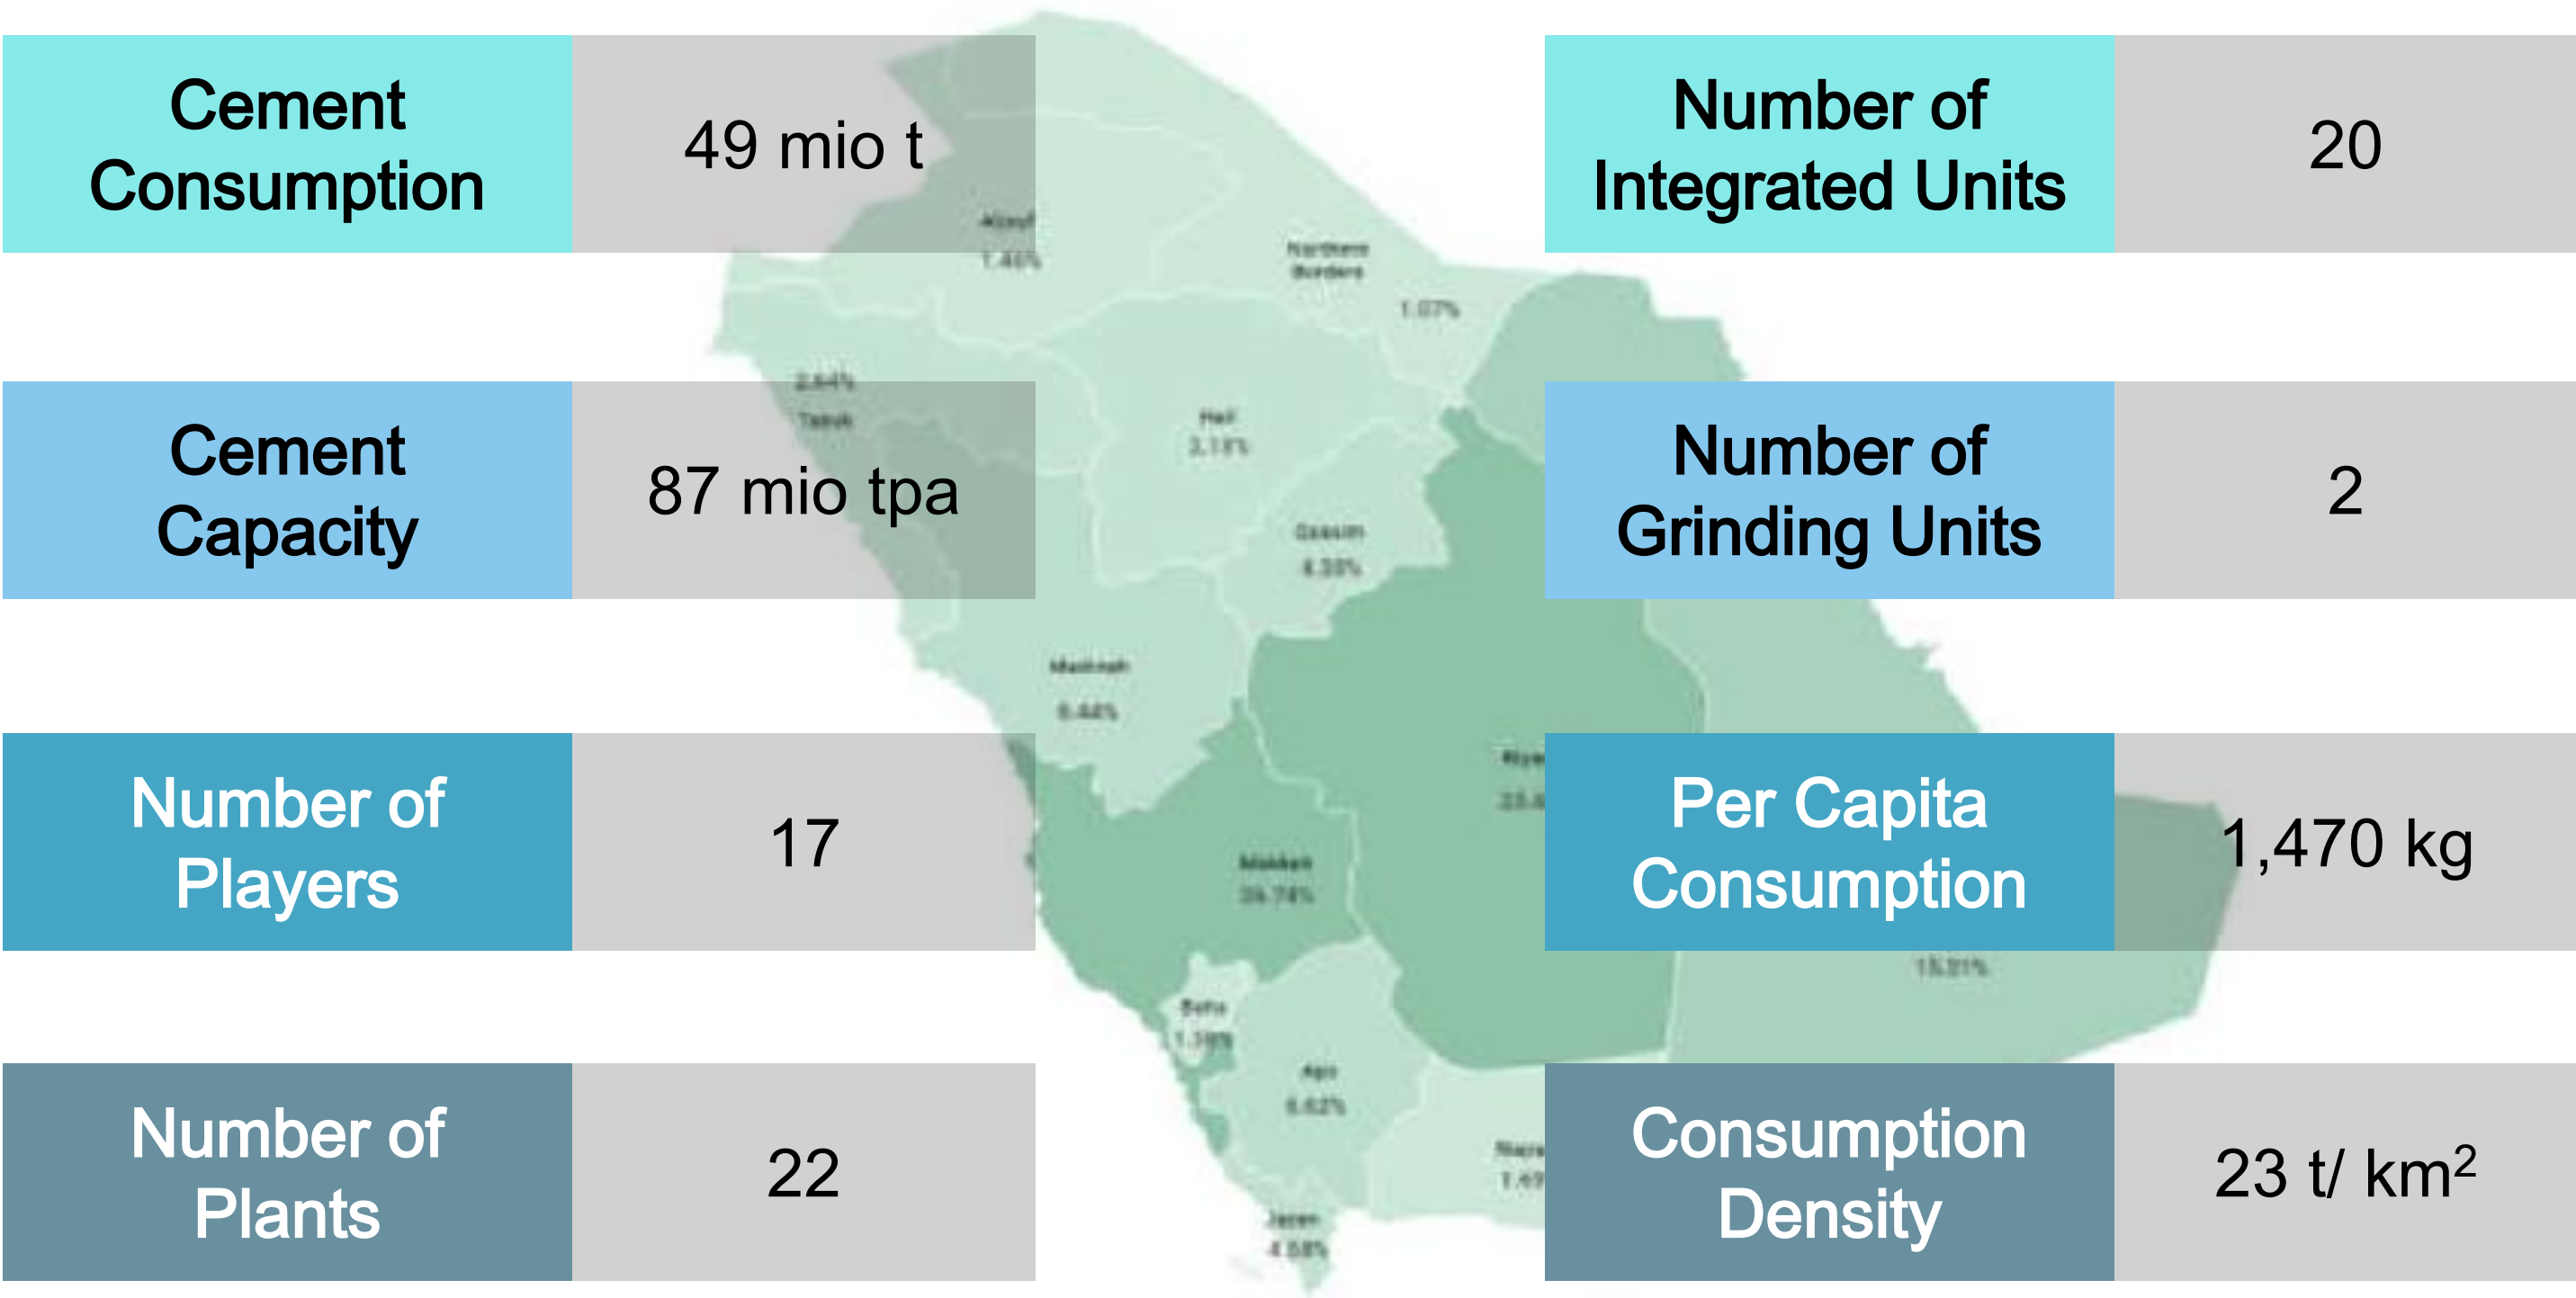 Cement
Consumption
49 mio t
Number of
Integrated Units
20
Cement
Capacity
87 mio tpa
Number of
Grinding Units
2
Number of
Players
17
Per Capita
Consumption
1,470 kg
Number of
Plants
22
Consumption
Density
23 t/ km²
Northern
Borders
1.07%
Hail
Madinah
Makkah
Baha
Jazan